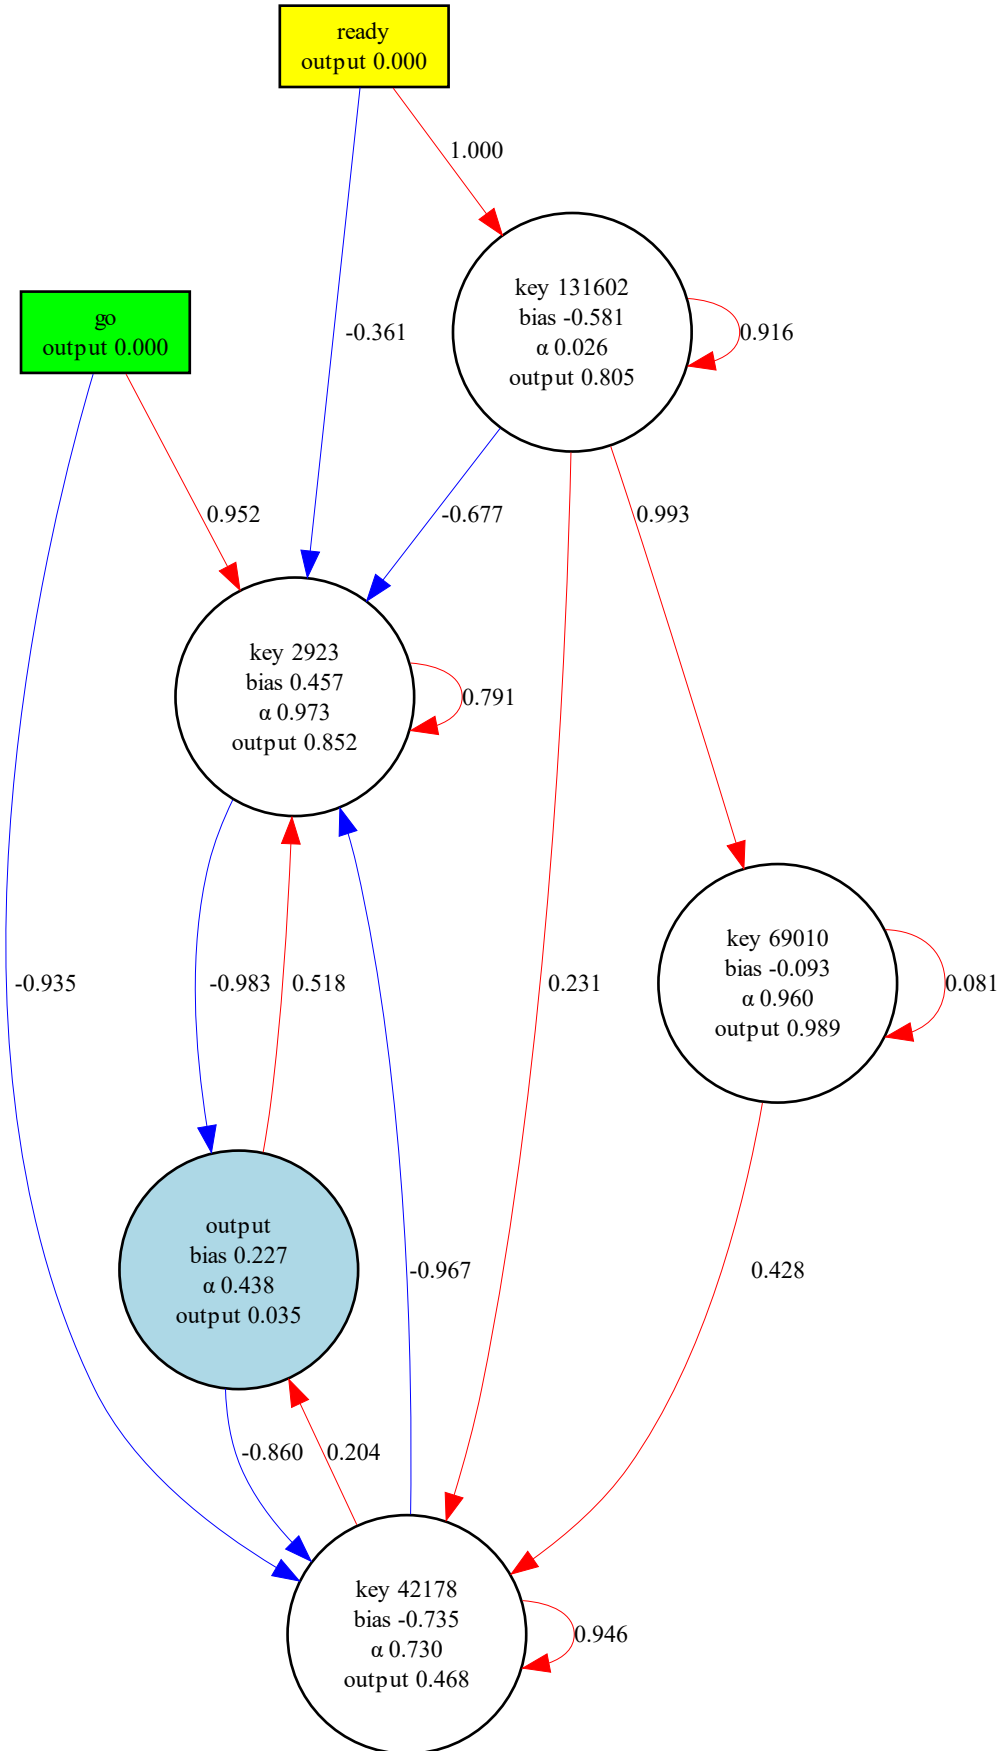 ready
output 0.000
1.000
go
output 0.000
-0.361
key 131602
bias -0.581
α 0.026
output 0.805
0.916
0.952
-0.677
0.993
key 2923
bias 0.457
α 0.973
output 0.852
0.791
-0.935
-0.983
0.518
0.231
key 69010
bias -0.093
α 0.960
output 0.989
0.081
output
bias 0.227
α 0.438
output 0.035
-0.967
0.428
-0.860
0.204
key 42178
bias -0.735
α 0.730
output 0.468
0.946